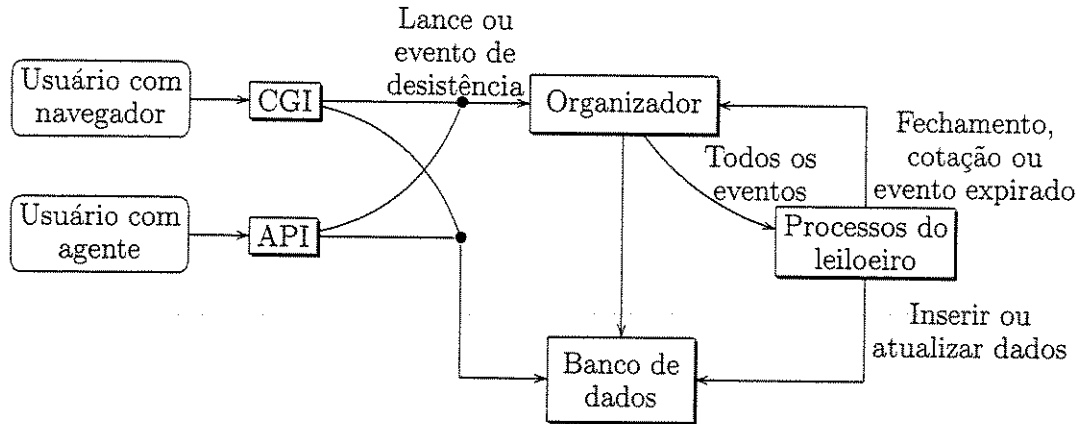 Lance ou
evento de
desistência
Usuário com
navegador
CGI
Organizador
Fechamento,
cotação ou
evento expirado
Todos os
eventos
Usuário com
agente
API
Processos do
leiloeiro
Inserir ou
atualizar dados
Banco de
dados